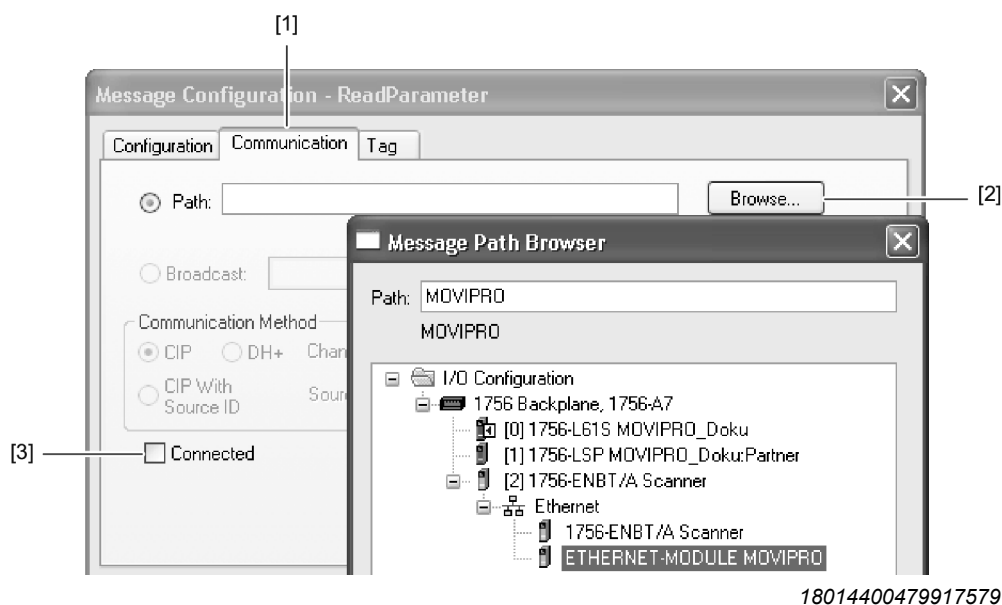 [1]
Message Configuration - ReadParameter
Configuration Communication Tag
Path: Browse... [2]
Message Path Browser
Broadcast:
Path: MOVIPRO
MOVIPRO
Communication Method
CIP DH+ Chan
CIP With
Source ID
Sour
[3] Connected
I/O Configuration
1756 Backplane, 1756-A7
[0] 1756-L61S MOVIPRO_Doku
[1] 1756-LSP MOVIPRO_Doku:Partner
[2] 1756-ENBT/A Scanner
Ethernet
1756-ENBT/A Scanner
ETHERNET-MODULE MOVIPRO
18014400479917579